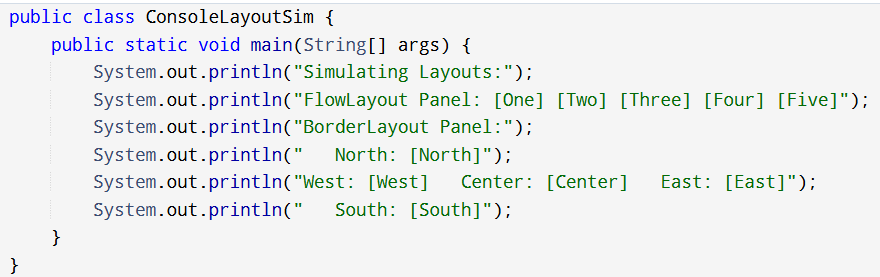 public class ConsoleLayoutSim {
    public static void main(String[] args) {
        System.out.println("Simulating Layouts:");
        System.out.println("FlowLayout Panel: [One] [Two] [Three] [Four] [Five]");
        System.out.println("BorderLayout Panel:");
        System.out.println("   North: [North]");
        System.out.println("West: [West]   Center: [Center]   East: [East]");
        System.out.println("   South: [South]");
    }
}